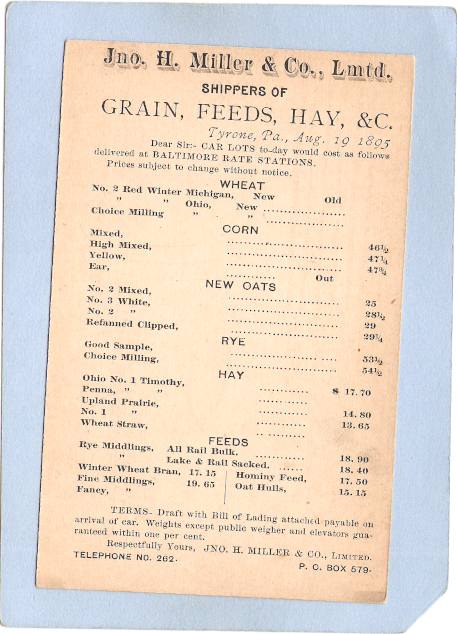 Jno. H. Miller & Co., Lmtd.
SHIPPERS OF
GRAIN, FEEDS, HAY, &C.
Tyrone, Pa., Aug. 19 1895
Dear Sir:- CAR LOTS to-day would cost as follows
delivered at BALTIMORE RATE STATIONS.
Prices subject to change without notice.
WHEAT
No. 2 Red Winter Michigan, New Old
" " Ohio, New ....................
Choice Milling " " ....................
CORN
Mixed, .................... 46½
High Mixed, .................... 47¼
Yellow, .................... 47¾
Ear, .................... Out
NEW OATS
No. 2 Mixed, .................... 25
No. 3 White, .................... 28½
No. 2 " .................... 29
Refanned Clipped, .................... 29¼
RYE
Good Sample, .................... 53½
Choice Milling, .................... 54½
HAY
Ohio No. 1 Timothy, ............. $ 17.70
Penna, " " .............
Upland Prairie, ............. 14.80
No. 1 " ............. 13.65
Wheat Straw, .............
FEEDS
Rye Middlings, All Rail Bulk. ............. 18.90
" Lake & Rail Sacked. ...... 18.40
Winter Wheat Bran, 17.15 Hominy Feed, 17.50
Fine Middlings, 19.65 Oat Hulls, 15.15
Fancy, "
TERMS- Draft with Bill of Lading attached payable on
arrival of car. Weights except public weigher and elevators gua-
ranteed within one per cent.
Respectfully Yours, JNO. H. MILLER & CO., LIMITED.
TELEPHONE NO. 262.
P. O. BOX 579.